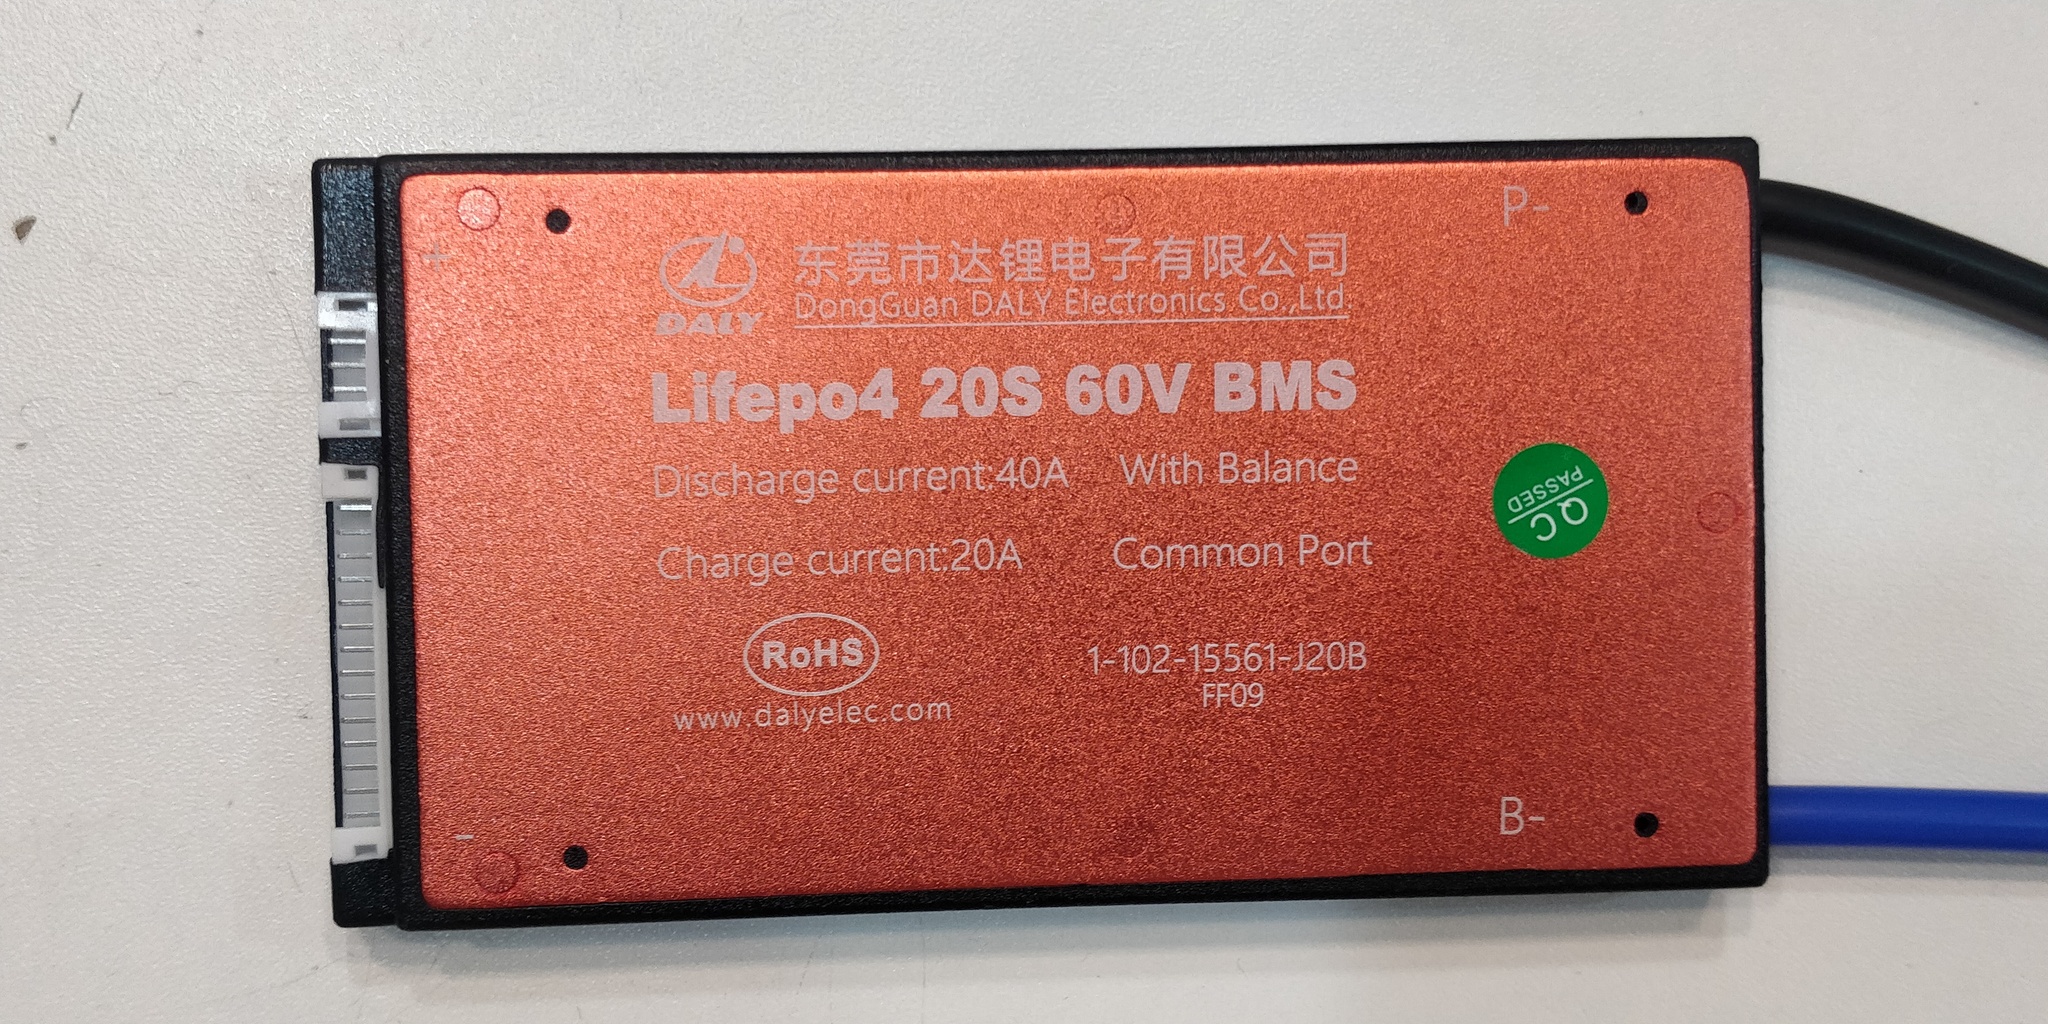 P-
+
DALY
东莞市达锂电子有限公司
DongGuan DALY Electronics Co.,Ltd.
Lifepo4 20S 60V BMS
Discharge current:40A With Balance
Charge current:20A Common Port
QC
PASSED
RoHS
1-102-15561-J20B
FF09
www.dalyelec.com
-
B-